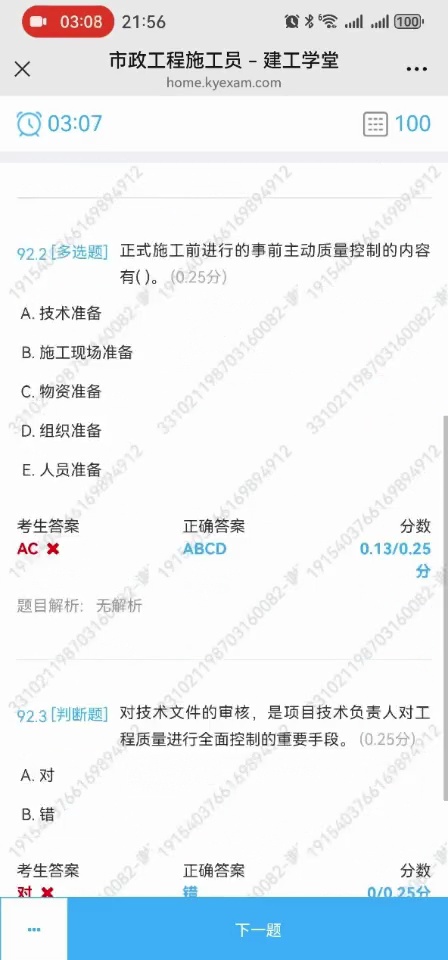 03:08 21:56 100
市政工程施工员 – 建工学堂
home.kyexam.com
03:07 100
92.2 [多选题] 正式施工前进行的事前主动质量控制的内容
有( )。(0.25分)
A. 技术准备
B. 施工现场准备
C. 物资准备
D. 组织准备
E. 人员准备
考生答案 正确答案 分数
AC ✖ ABCD 0.13/0.25
分
题目解析: 无解析
92.3 [判断题] 对技术文件的审核，是项目技术负责人对工
程质量进行全面控制的重要手段。(0.25分)
A. 对
B. 错
考生答案 正确答案 分数
对 ✖ 错 0/0.25分
... 下一题